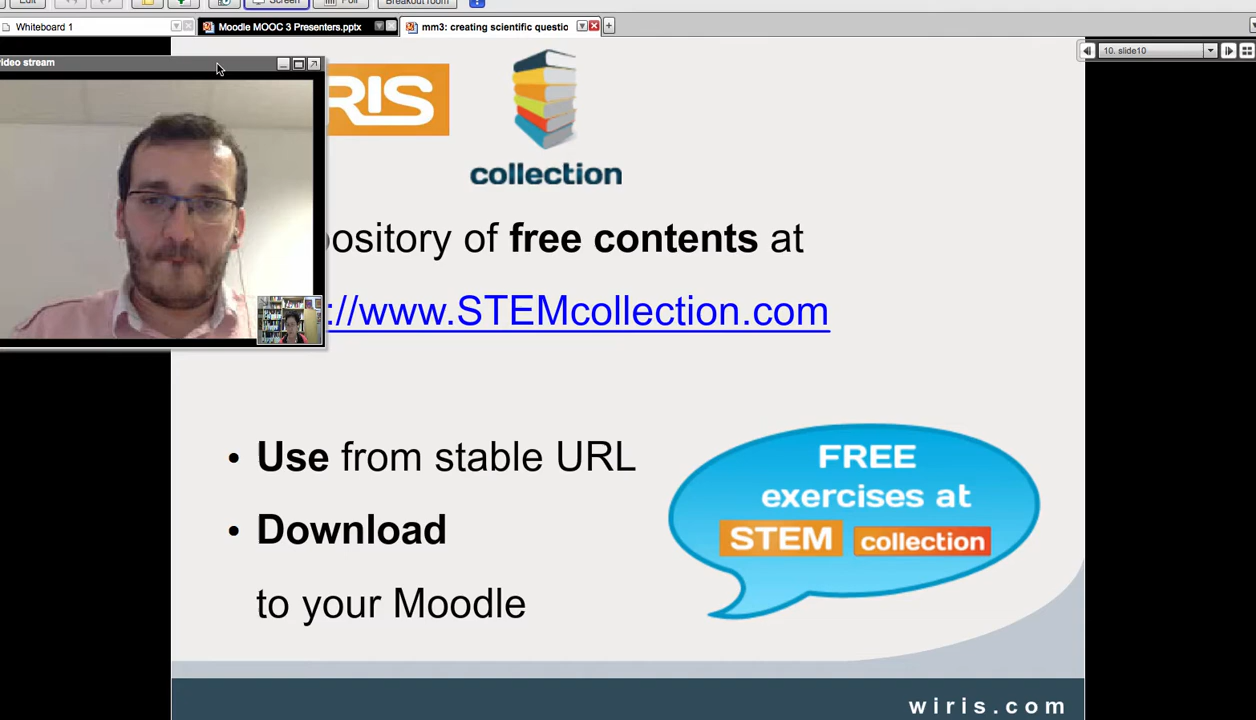 Edit
Screen
Poll
Breakout room
Whiteboard 1
Moodle MOOC 3 Presenters.pptx
mm3: creating scientific questio
ideo stream
10. slide10
RIS
collection
pository of free contents at
://www.STEMcollection.com
• Use from stable URL
• Download
to your Moodle
FREE
exercises at
STEM collection
wiris.com